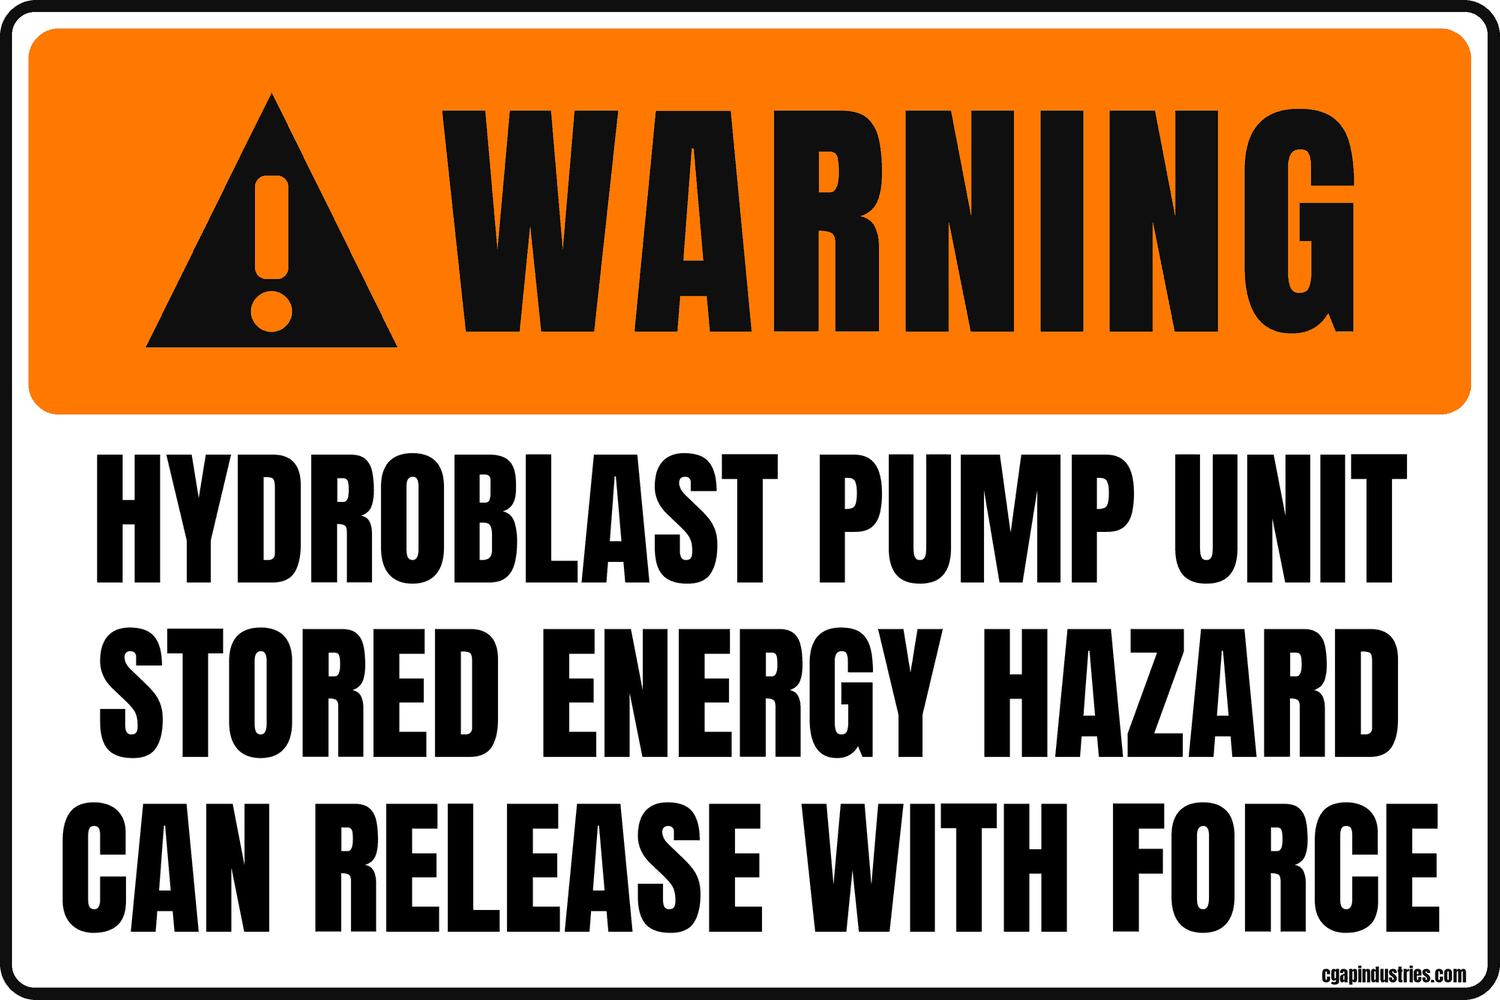 WARNING
HYDROBLAST PUMP UNIT
STORED ENERGY HAZARD
CAN RELEASE WITH FORCE
cgapindustries.com